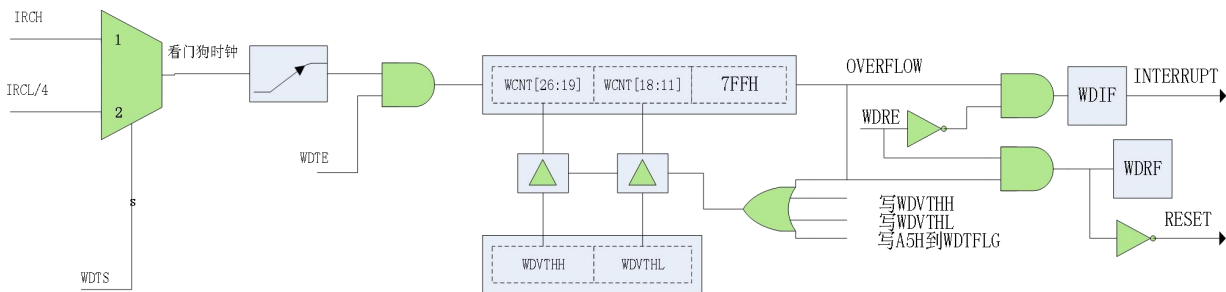 IRCH
1
看门狗时钟
IRCL/4
2
s
WDTS
WDTE
WCNT[26:19]
WCNT[18:11]
7FFH
OVERFLOW
WDRE
WDIF
INTERRUPT
WDRF
RESET
写WDVTHH
写WDVTHL
写A5H到WDTFLG
WDVTHH
WDVTHL